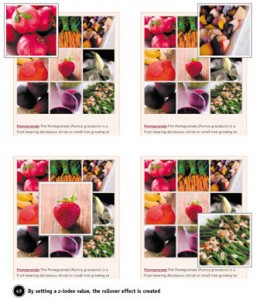 Pomegranate The Pomegranate (Punica granatum) is a
fruit-bearing deciduous shrub or small tree growing to
Pomegranate The Pomegranate (Punica granatum) is a
fruit-bearing deciduous shrub or small tree growing to
Pomegranate The Pomegranate (Punica granatum) is a
fruit-bearing deciduous shrub or small tree growing to
Pomegranate The Pomegranate (Punica granatum) is a
fruit-bearing deciduous shrub or small tree growing to
By setting a z-index value, the rollover effect is created